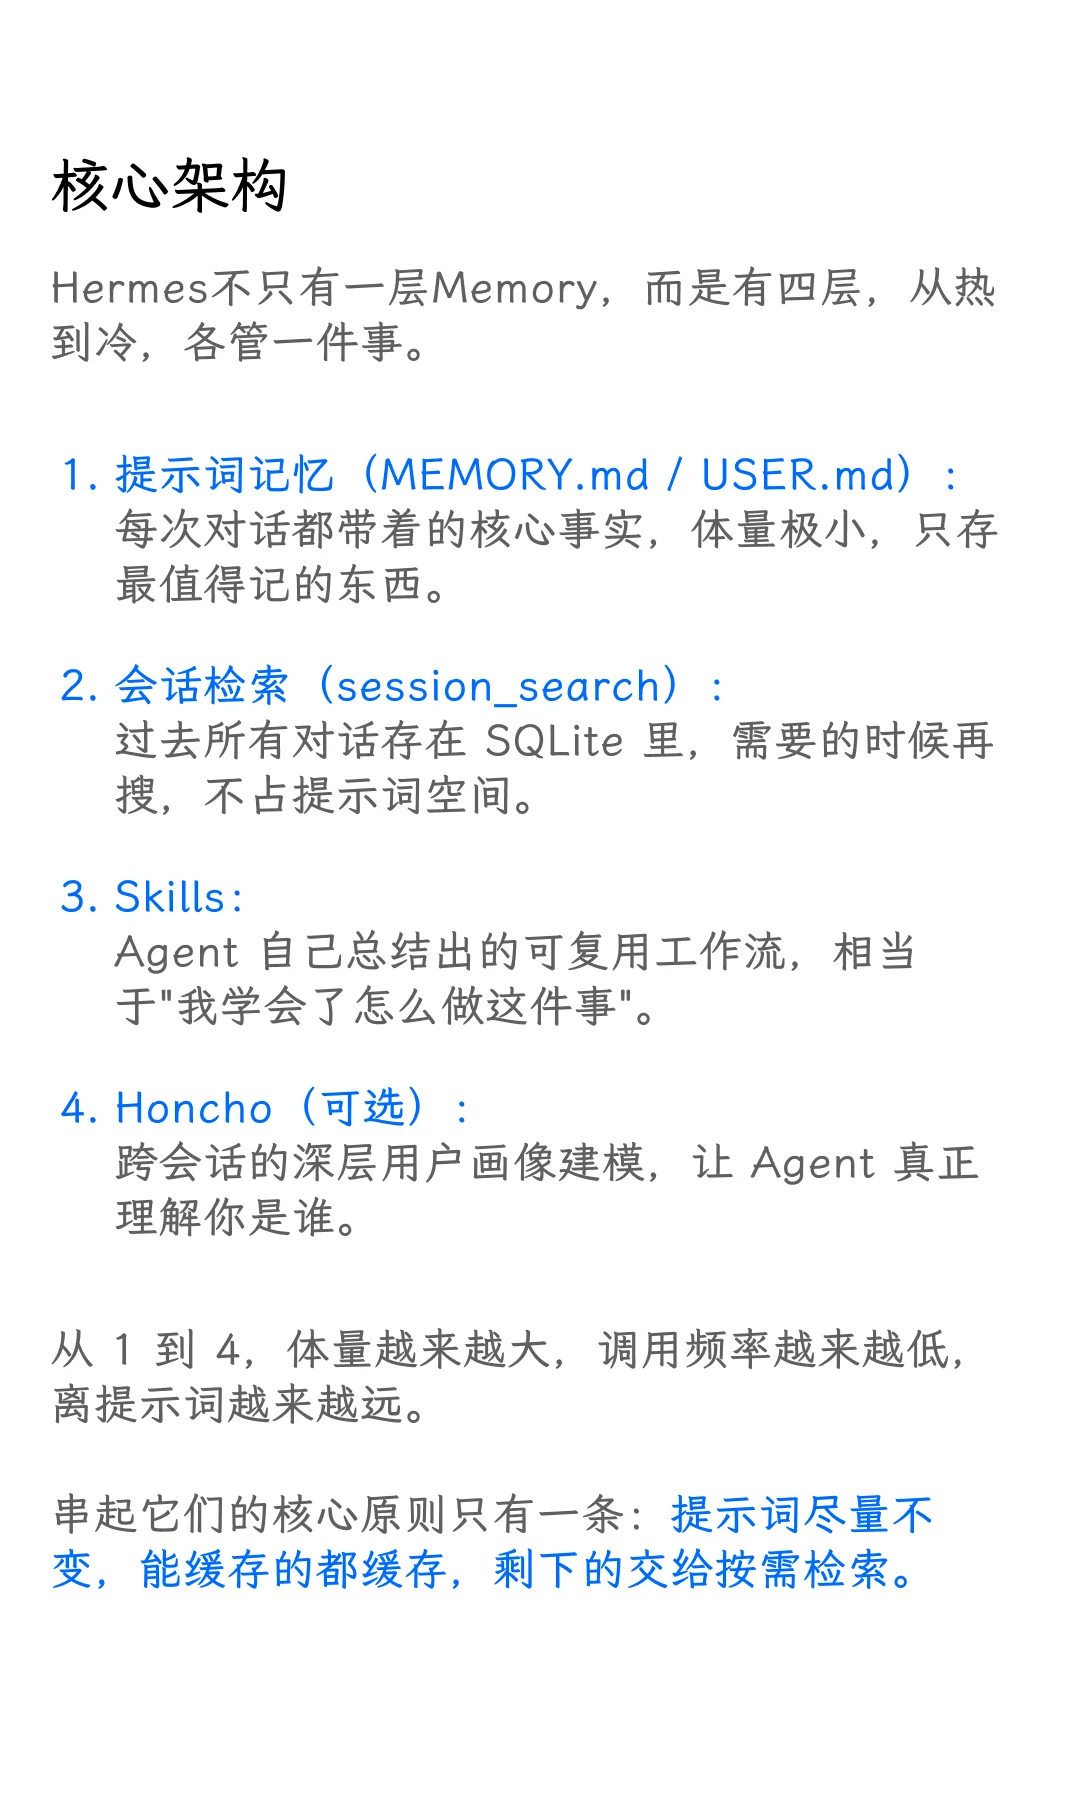 核心架构
Hermes不只有一层Memory，而是有四层，从热
到冷，各管一件事。
1. 提示词记忆（MEMORY.md / USER.md）：
每次对话都带着的核心事实，体量极小，只存
最值得记的东西。
2. 会话检索（session_search）：
过去所有对话存在 SQLite 里，需要的时候再
搜，不占提示词空间。
3. Skills：
Agent 自己总结出的可复用工作流，相当
于"我学会了怎么做这件事"。
4. Honcho（可选）：
跨会话的深层用户画像建模，让 Agent 真正
理解你是谁。
从 1 到 4，体量越来越大，调用频率越来越低，
离提示词越来越远。
串起它们的核心原则只有一条：提示词尽量不
变，能缓存的都缓存，剩下的交给按需检索。